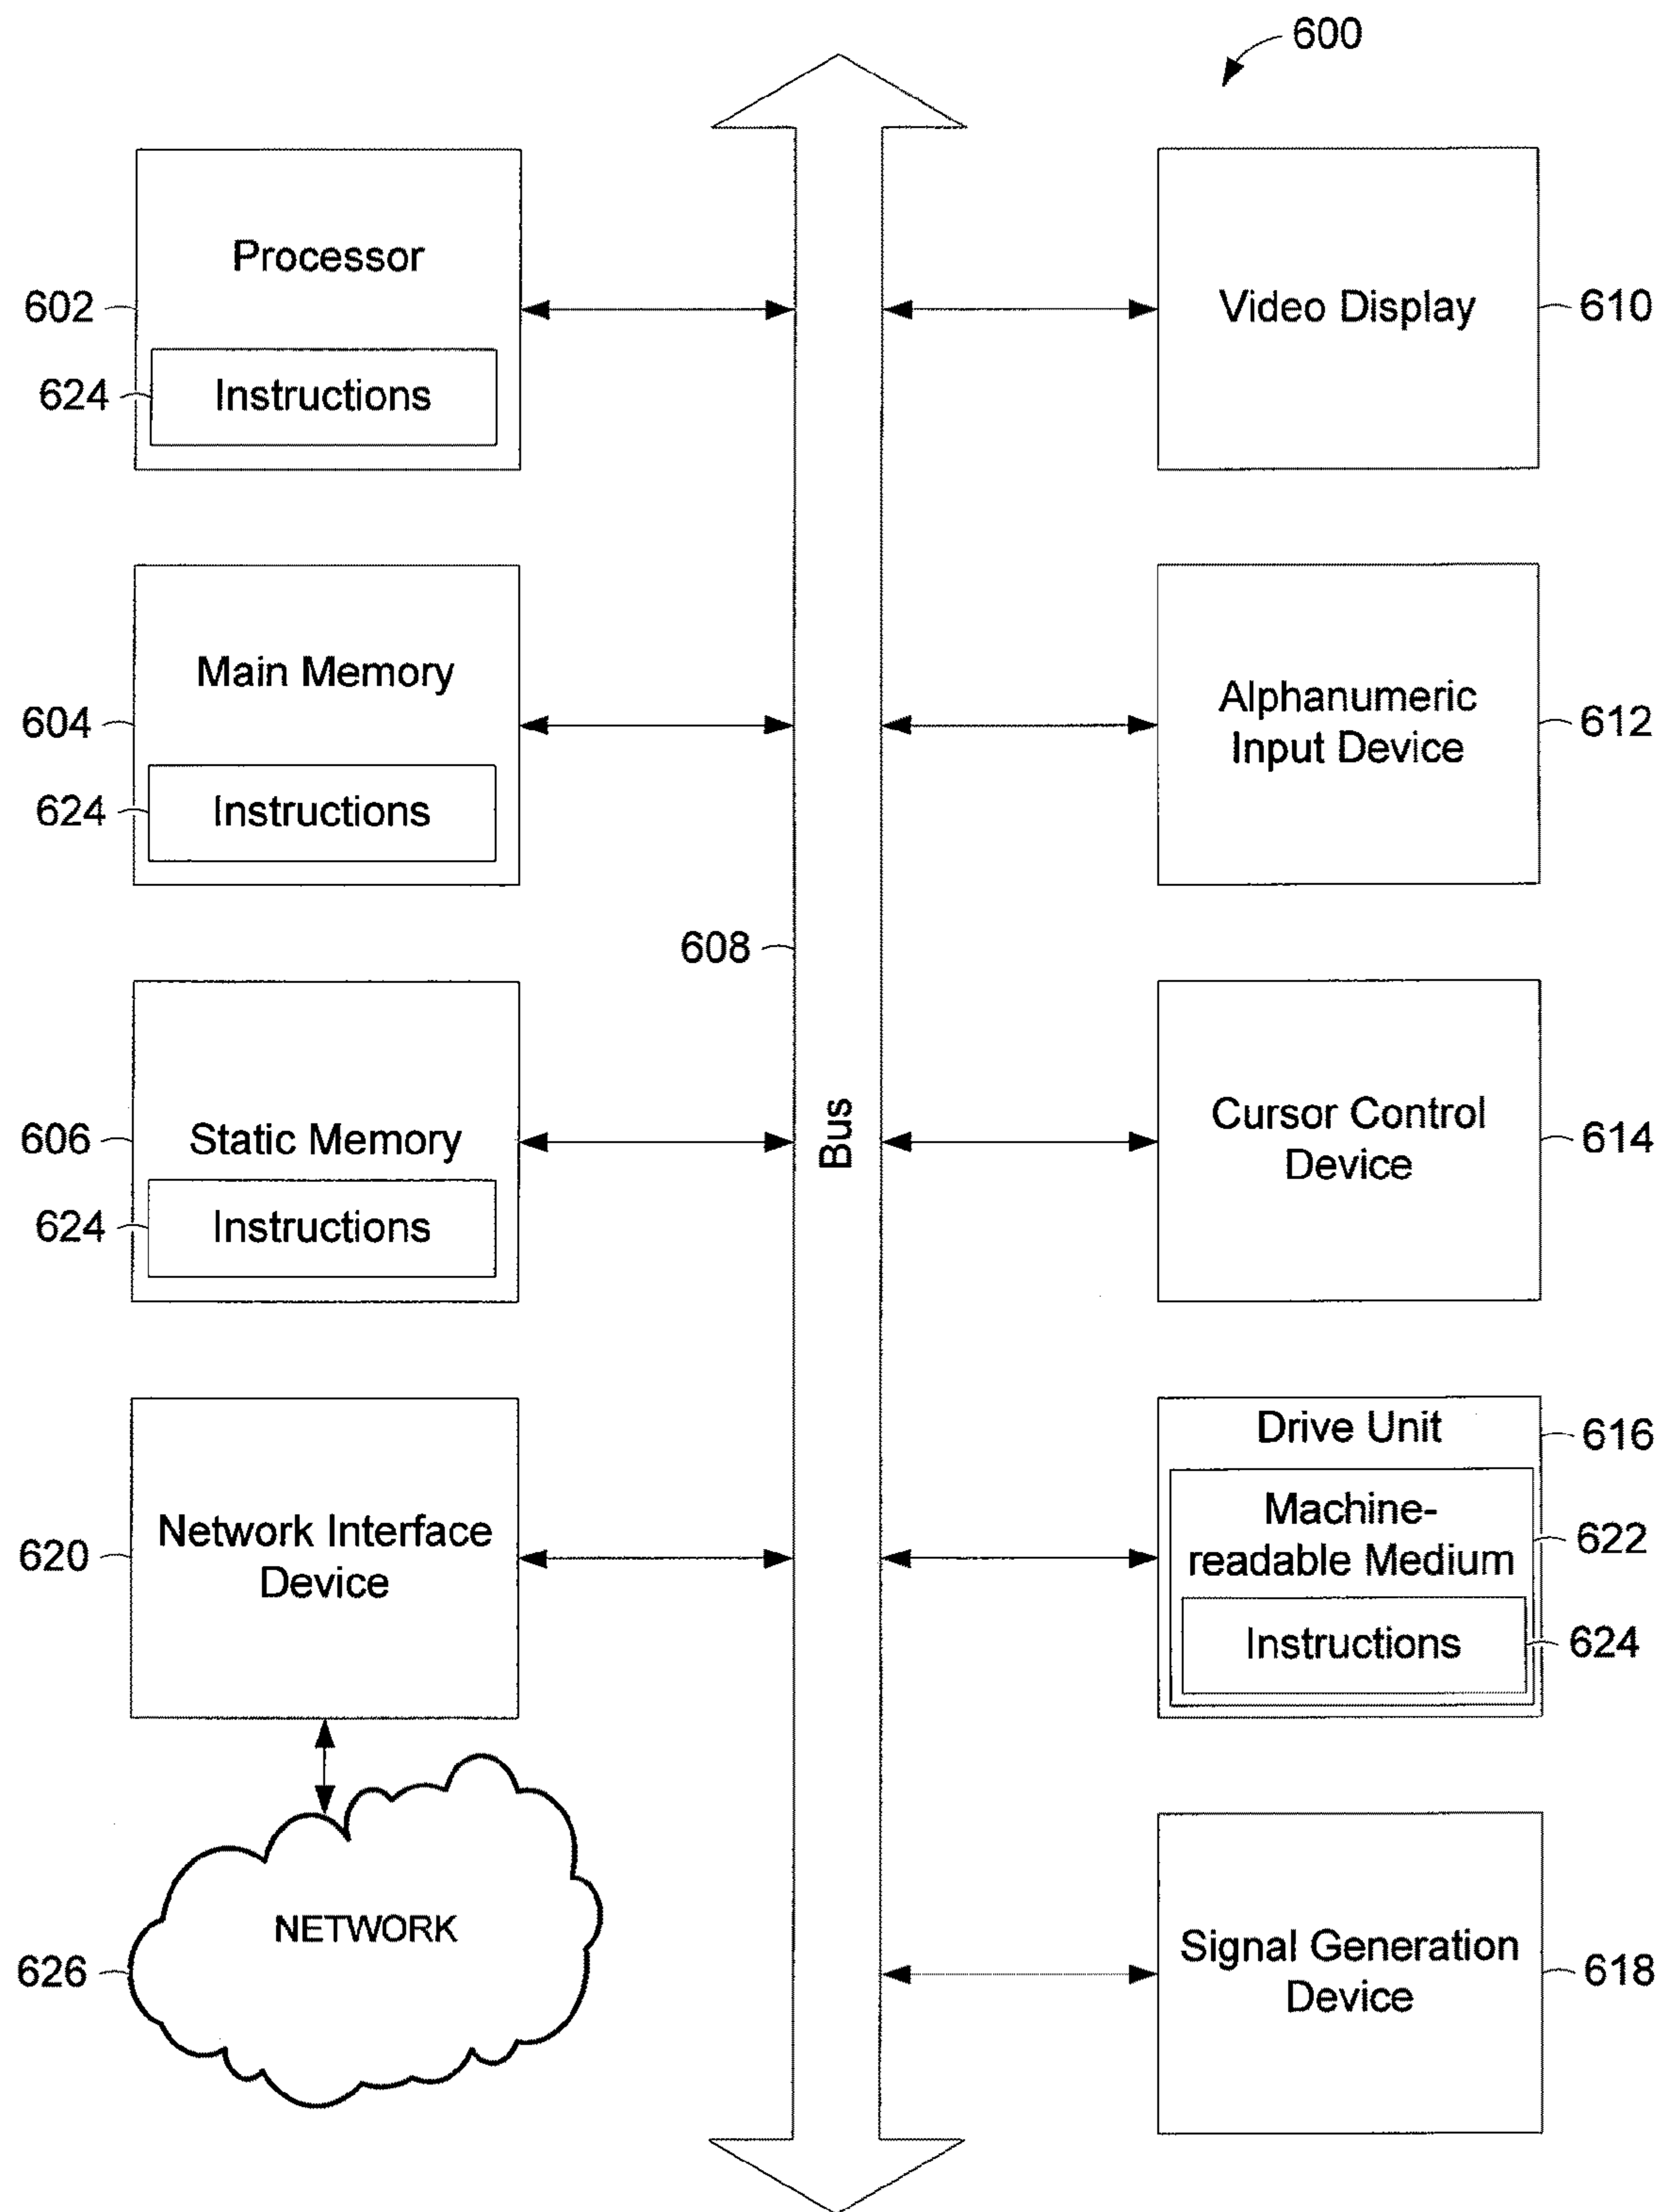 600
Processor
602
Instructions
624
Video Display
610
Main Memory
604
Instructions
624
Alphanumeric
Input Device
612
608
Bus
Static Memory
606
Instructions
624
Cursor Control
Device
614
Network Interface
Device
620
Drive Unit
616
Machine-
readable Medium
622
Instructions
624
NETWORK
626
Signal Generation
Device
618